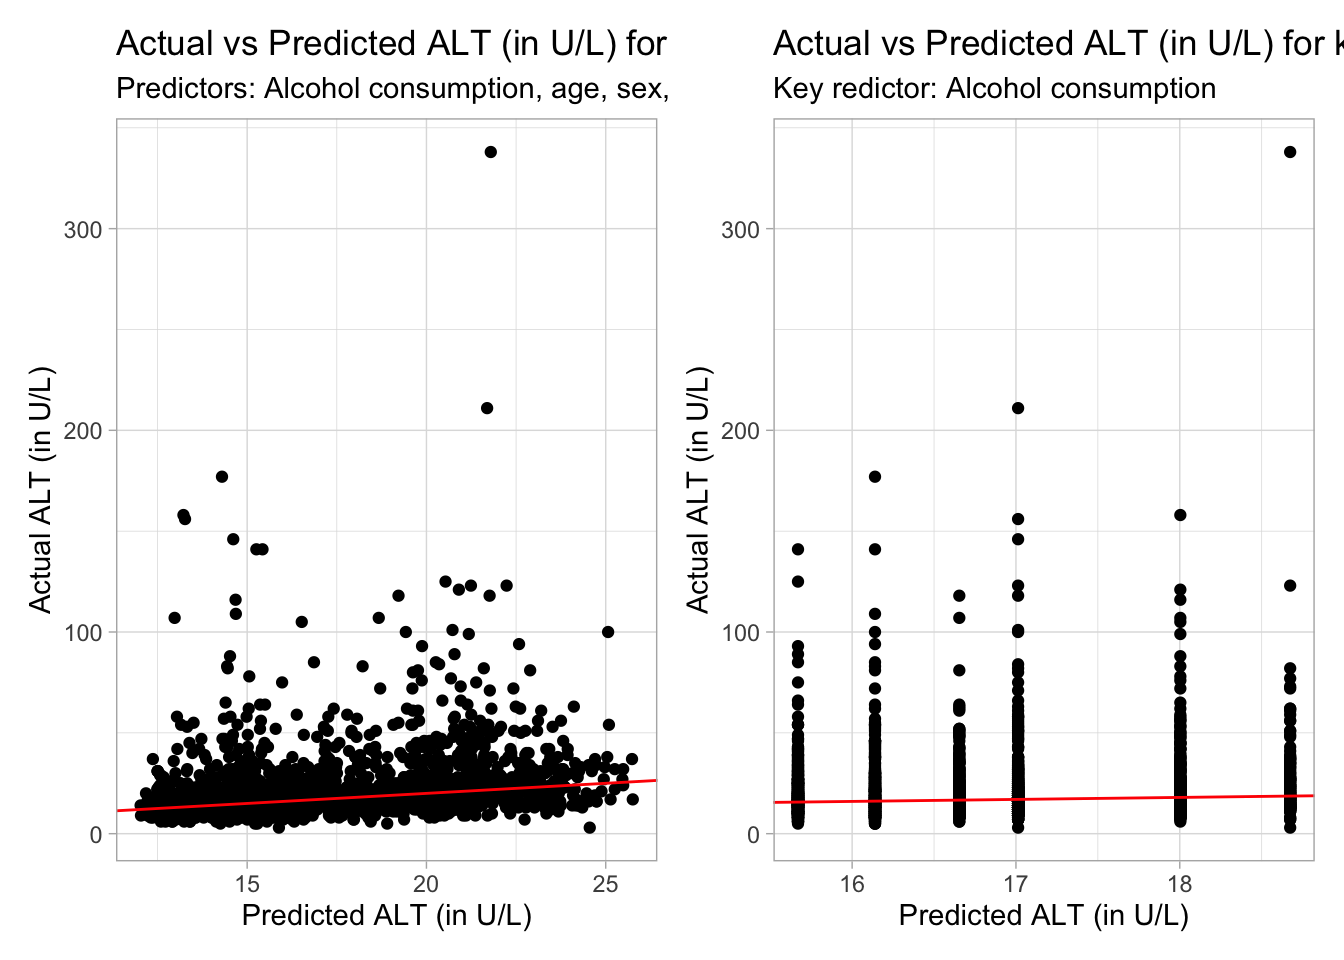 Actual vs Predicted ALT (in U/L) for
Predictors: Alcohol consumption, age, sex,
Actual ALT (in U/L)
300
200
100
0
15 20 25
Predicted ALT (in U/L)
Actual vs Predicted ALT (in U/L) for k
Key redictor: Alcohol consumption
Actual ALT (in U/L)
300
200
100
0
16 17 18
Predicted ALT (in U/L)